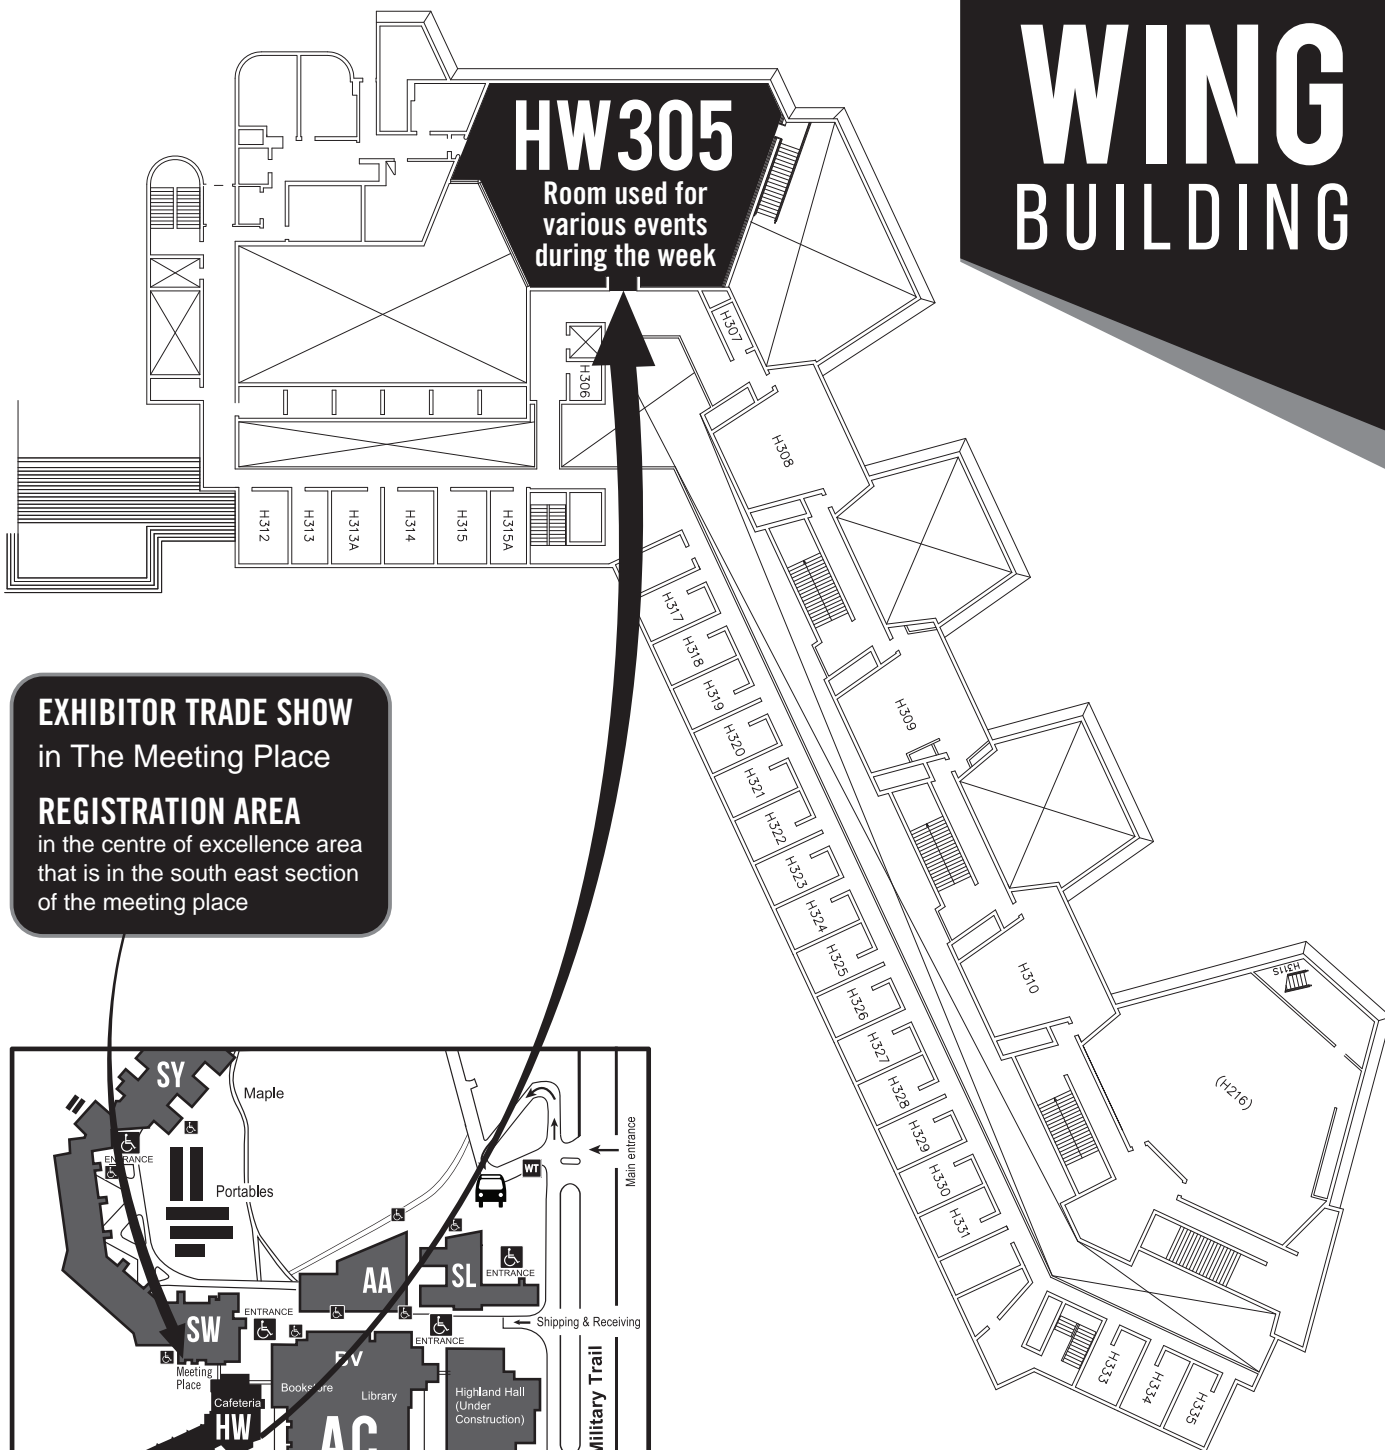 WING
BUILDING
HW305
Room used for
various events
during the week
H307
H306
H308
H312
H313
H313A
H314
H315
H315A
H317
H318
H319
H320
H321
H322
H323
H324
H325
H326
H327
H328
H329
H330
H331
H309
H310
H311S
(H216)
H333
H334
H335
EXHIBITOR TRADE SHOW
in The Meeting Place
REGISTRATION AREA
in the centre of excellence area
that is in the south east section
of the meeting place
SY
Maple
ENTRANCE
Portables
WT
Main entrance
AA
SL
ENTRANCE
ENTRANCE
SW
ENTRANCE
Shipping & Receiving
Meeting
Place
BV
Bookstore
Library
Highland Hall
(Under
Construction)
Military Trail
Cafeteria
HW
AC